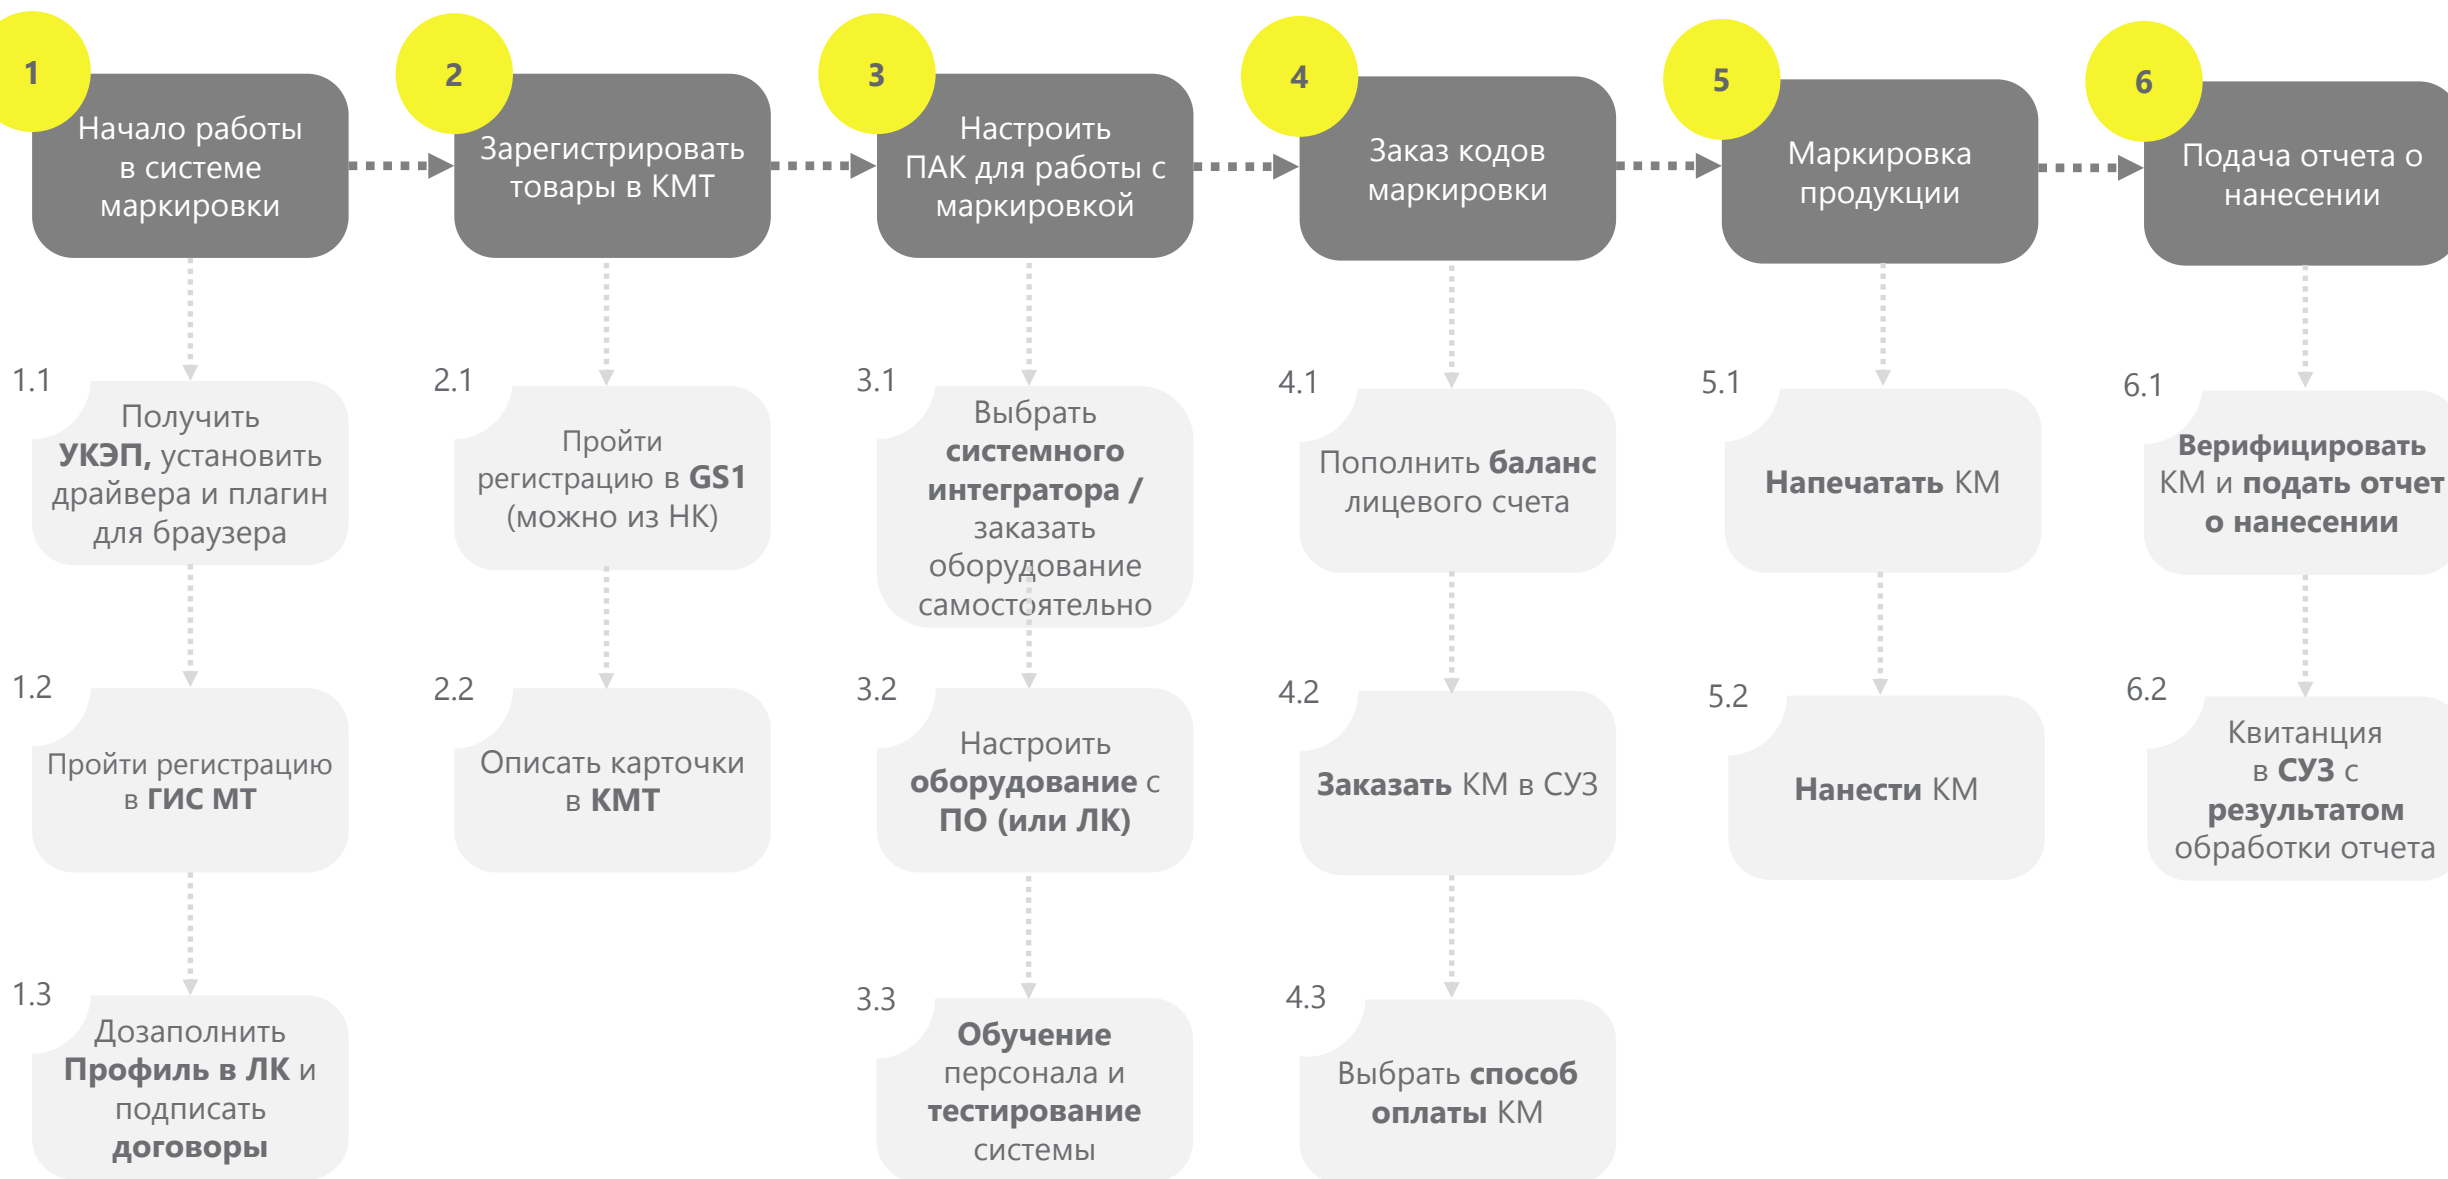 1
Начало работы
в системе
маркировки
1.1
Получить
УКЭП, установить
драйвера и плагин
для браузера
1.2
Пройти регистрацию
в ГИС МТ
1.3
Дозаполнить
Профиль в ЛК и
подписать
договоры
2
Зарегистрировать
товары в КМТ
2.1
Пройти
регистрацию в GS1
(можно из НК)
2.2
Описать карточки
в КМТ
3
Настроить
ПАК для работы с
маркировкой
3.1
Выбрать
системного
интегратора /
заказать
оборудование
самостоятельно
3.2
Настроить
оборудование с
ПО (или ЛК)
3.3
Обучение
персонала и
тестирование
системы
4
Заказ кодов
маркировки
4.1
Пополнить баланс
лицевого счета
4.2
Заказать КМ в СУЗ
4.3
Выбрать способ
оплаты КМ
5
Маркировка
продукции
5.1
Напечатать КМ
5.2
Нанести КМ
6
Подача отчета о
нанесении
6.1
Верифицировать
КМ и подать отчет
о нанесении
6.2
Квитанция
в СУЗ с
результатом
обработки отчета